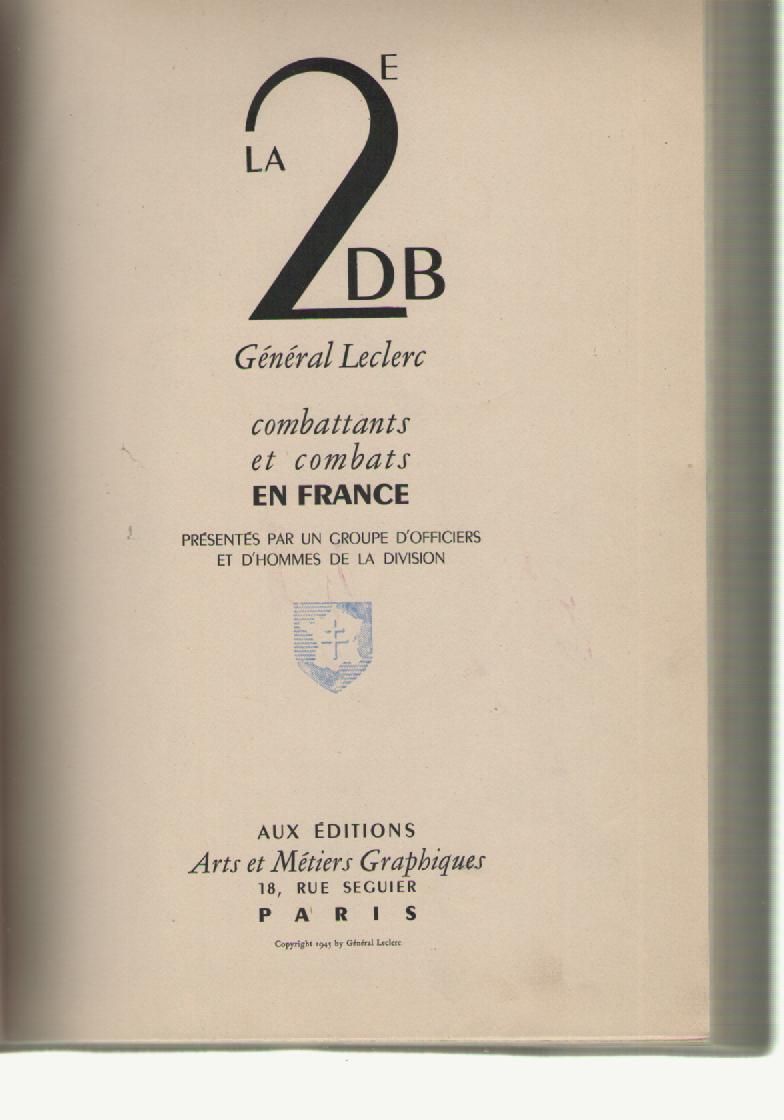 LA 2E DB
Général Leclerc
combattants
et combats
EN FRANCE
PRÉSENTÉS PAR UN GROUPE D'OFFICIERS
ET D'HOMMES DE LA DIVISION
AUX ÉDITIONS
Arts et Métiers Graphiques
18, RUE SEGUIER
PARIS
Copyright 1945 by Général Leclerc